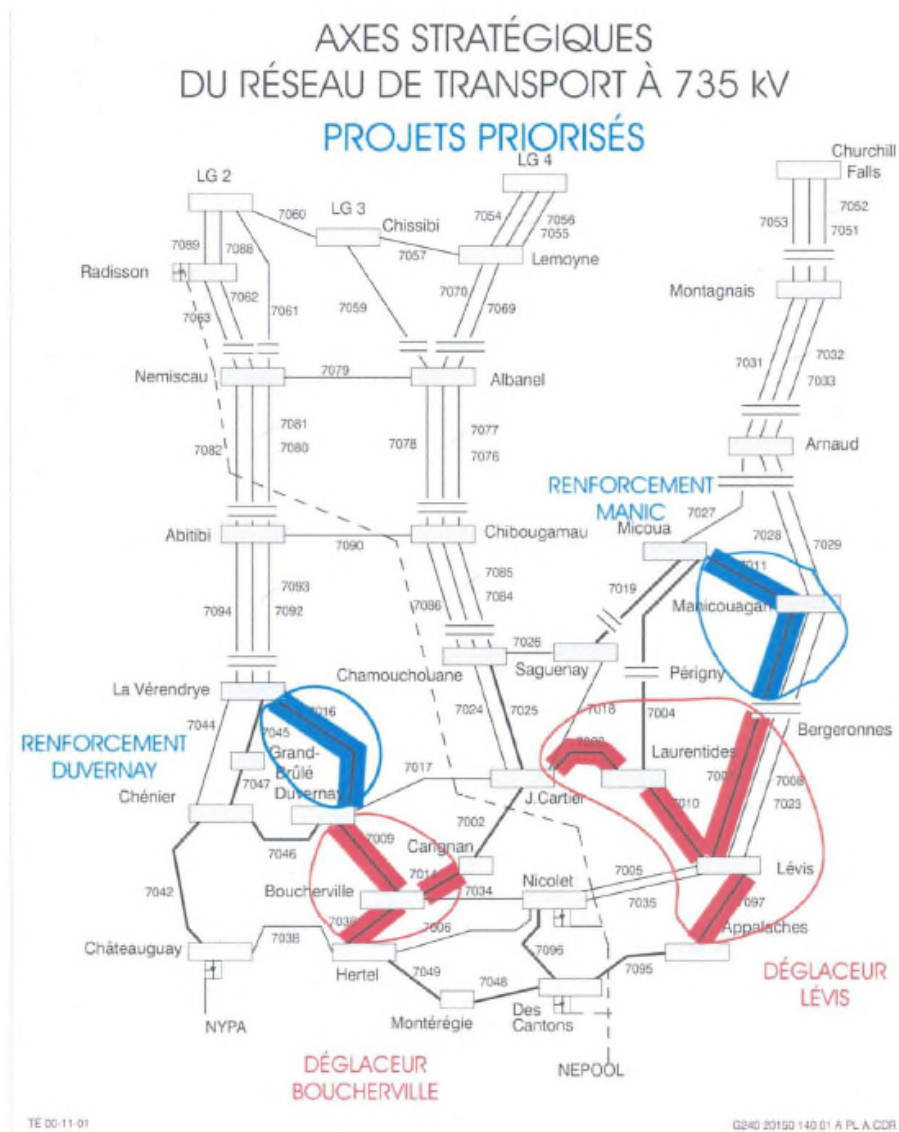 AXES STRATÉGIQUES
DU RÉSEAU DE TRANSPORT À 735 kV
PROJETS PRIORISÉS
LG 2
LG 4
Churchill
Falls
7060
LG 3
Chissibi
7054
7056
7055
7053
7052
7051
7089
7088
7057
Lemoyne
Radisson
7062
7063
7061
7059
7070
7069
Montagnais
7031
7032
7033
Nemiscau
7079
Albanel
7081
7080
7082
7078
7077
7076
Arnaud
RENFORCEMENT
MANIC
7027
Micoua
7028
7029
Abitibi
7090
Chibougamau
7011
7093
7092
7094
7085
7084
7086
7019
Manicouagan
7026
Saguenay
Chamouchouane
Périgny
La Vérendrye
7044
7016
7045
7024
7025
7018
7004
Bergeronnes
RENFORCEMENT
DUVERNAY
Grand-
Brûlé
7047
Duvernay
Laurentides
7017
7008
7023
Chénier
J.Cartier
7010
7046
7009
7002
Carignan
7014
7034
Lévis
7005
7035
Boucherville
Nicolet
7042
7097
Appalaches
7038
7006
Châteauguay
7096
7095
Hertel
7049
7048
DÉGLACEUR
LÉVIS
Montérégie
Des
Cantons
NYPA
DÉGLACEUR
BOUCHERVILLE
NEPOOL
TE 00-11-01
G240 20150 140 01 A PL A.CDR